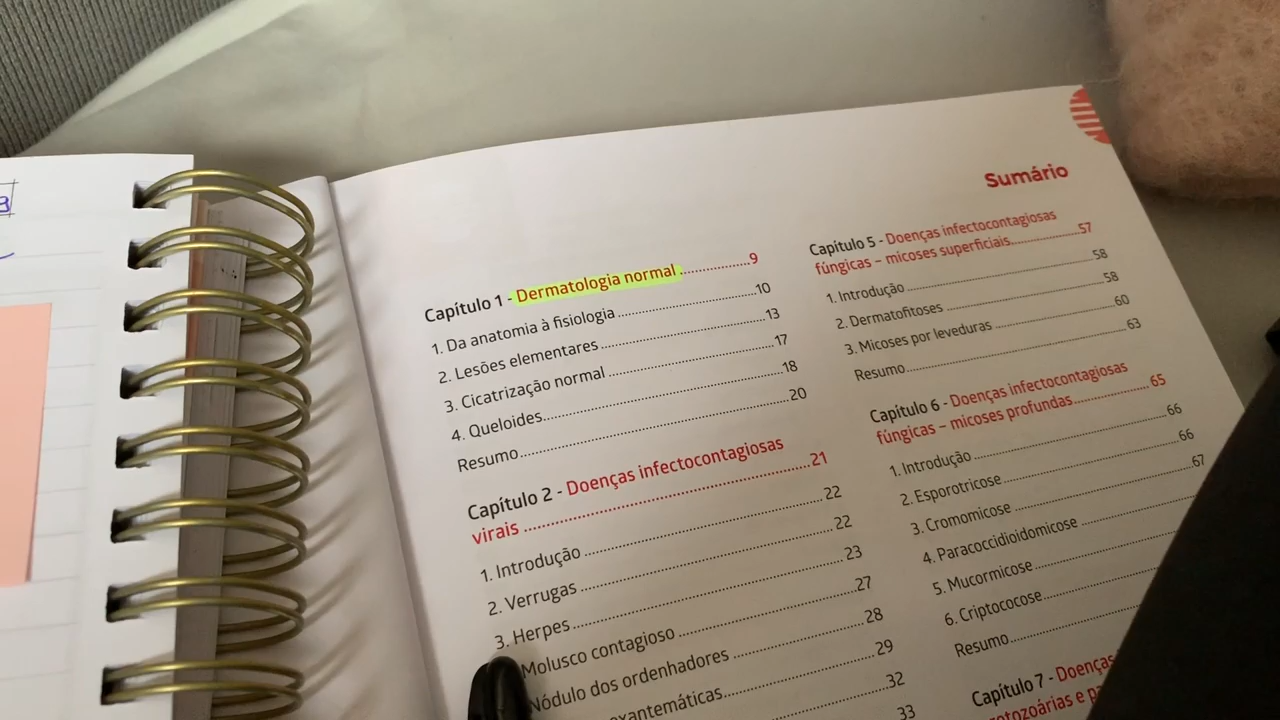 Sumário
Capítulo 1 - Dermatologia normal 9
1. Da anatomia à fisiologia 10
2. Lesões elementares 13
3. Cicatrização normal 17
4. Queloides 18
Resumo 20
Capítulo 2 - Doenças infectocontagiosas
virais 21
1. Introdução 22
2. Verrugas 22
3. Herpes 23
Molusco contagioso 27
Nódulo dos ordenhadores 28
exantemáticas 29
32
33
Capítulo 5 - Doenças infectocontagiosas
fúngicas – micoses superficiais 57
1. Introdução 58
2. Dermatofitoses 58
3. Micoses por leveduras 60
Resumo 63
Capítulo 6 - Doenças infectocontagiosas
fúngicas – micoses profundas 65
1. Introdução 66
2. Esporotricose 66
3. Cromomicose 67
4. Paracoccidioidomicose
5. Mucormicose
6. Criptococose
Resumo
Capítulo 7 - Doenças